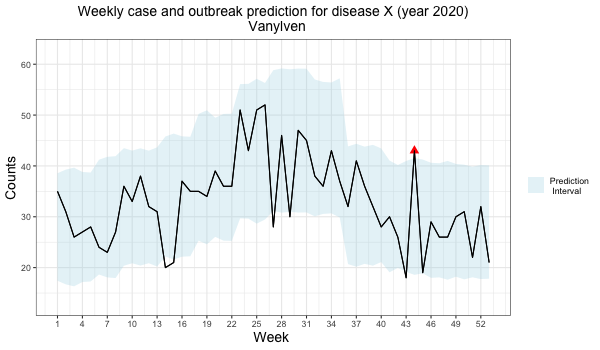 Weekly case and outbreak prediction for disease X (year 2020)
Vanylven
60
50
40
30
20
Counts
1 4 7 10 13 16 19 22 25 28 31 34 37 40 43 46 49 52
Week
Prediction
Interval